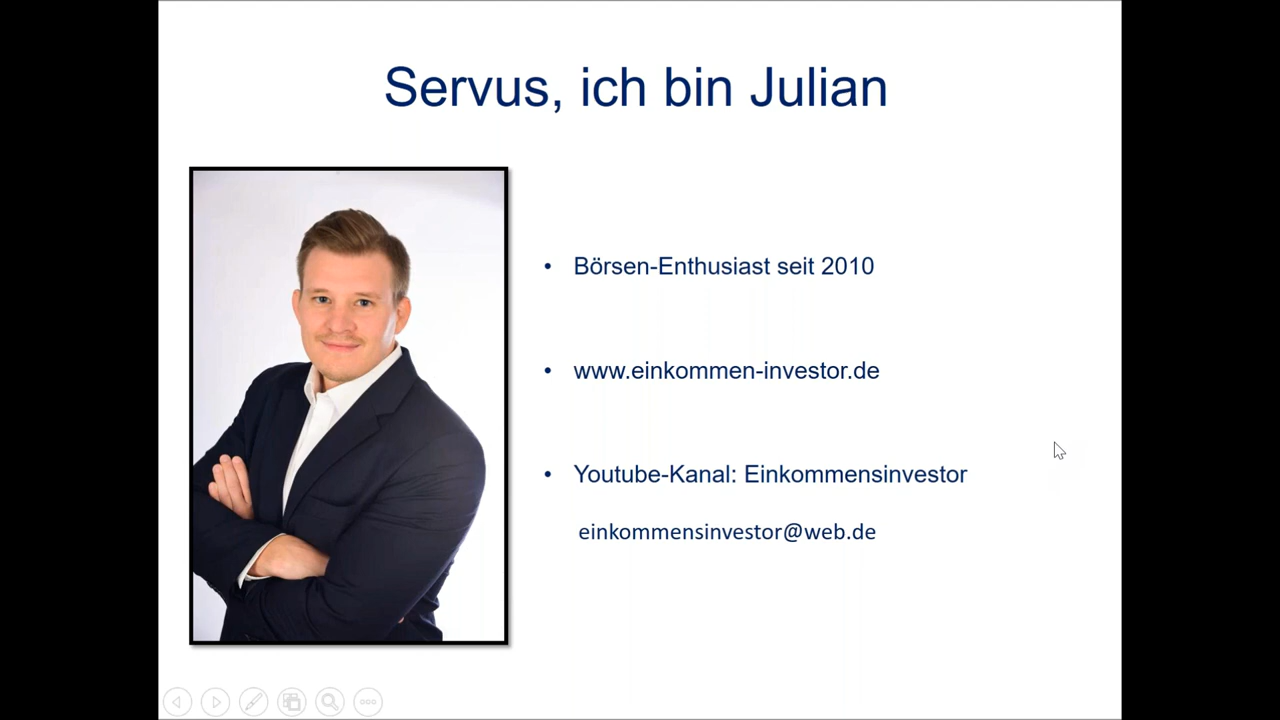 Servus, ich bin Julian
• Börsen-Enthusiast seit 2010
• www.einkommen-investor.de
• Youtube-Kanal: Einkommensinvestor
einkommensinvestor@web.de